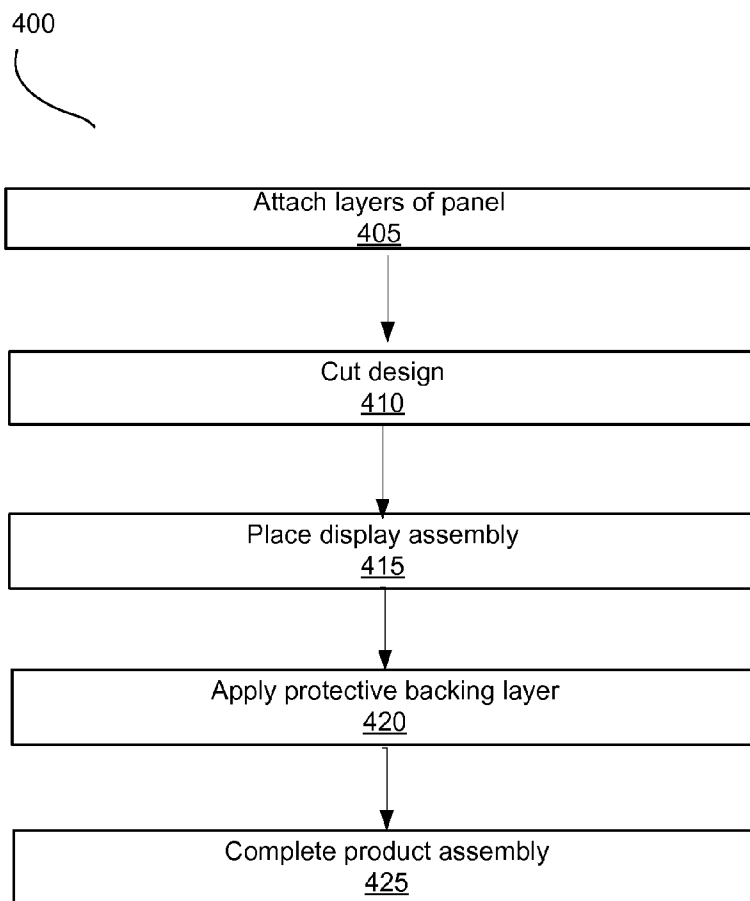 400
Attach layers of panel
405
Cut design
410
Place display assembly
415
Apply protective backing layer
420
Complete product assembly
425